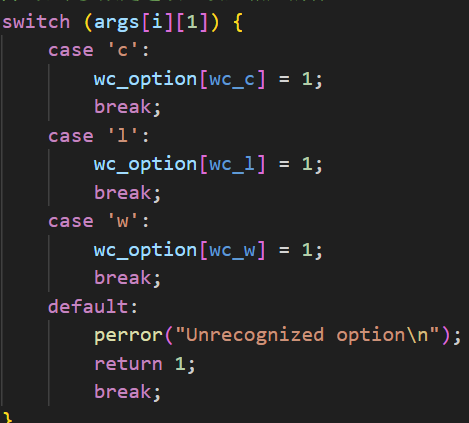 switch (args[i][1]) {
    case 'c':
        wc_option[wc_c] = 1;
        break;
    case 'l':
        wc_option[wc_l] = 1;
        break;
    case 'w':
        wc_option[wc_w] = 1;
        break;
    default:
        perror("Unrecognized option\n");
        return 1;
        break;
}